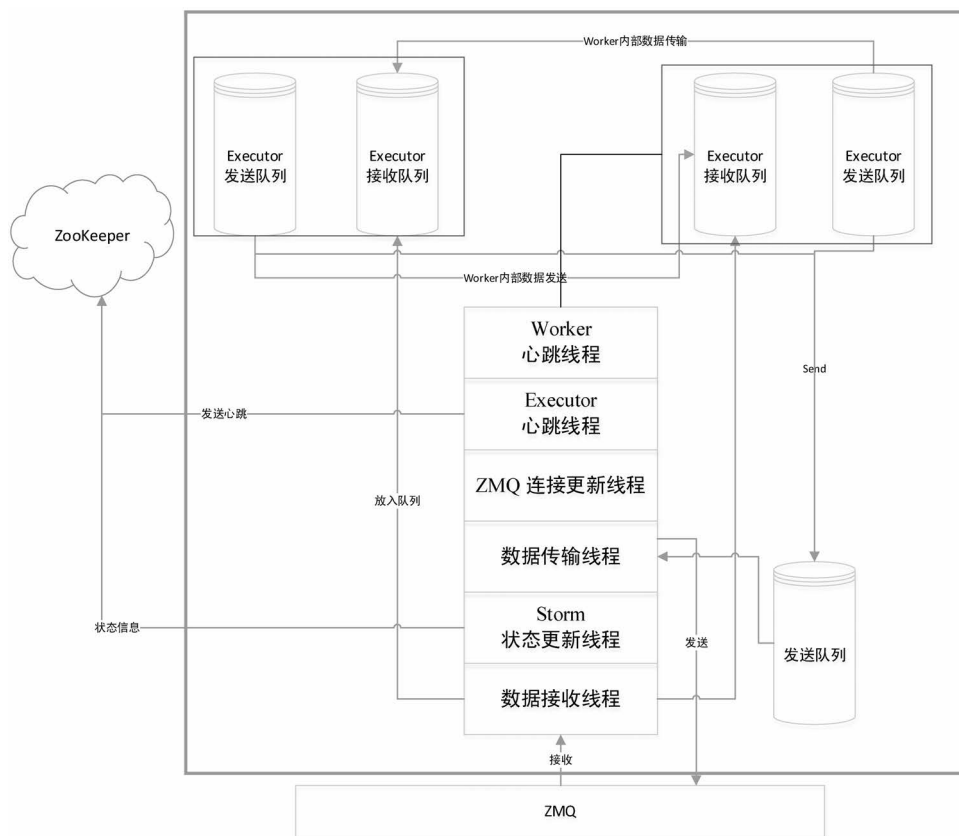 Worker内部数据传输
Executor
发送队列
Executor
接收队列
Executor
接收队列
Executor
发送队列
ZooKeeper
Worker内部数据发送
Worker
心跳线程
Send
Executor
心跳线程
发送心跳
ZMQ 连接更新线程
放入队列
数据传输线程
Storm
状态更新线程
状态信息
发送
发送队列
数据接收线程
接收
ZMQ